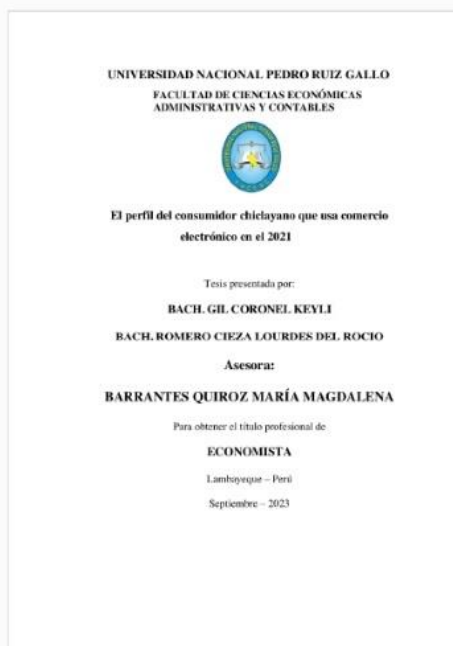 UNIVERSIDAD NACIONAL PEDRO RUIZ GALLO
FACULTAD DE CIENCIAS ECONÓMICAS
ADMINISTRATIVAS Y CONTABLES
El perfil del consumidor chiclayano que usa comercio
electrónico en el 2021
Tesis presentada por:
BACH. GIL CORONEL KEYLI
BACH. ROMERO CIEZA LOURDES DEL ROCIO
Asesora:
BARRANTES QUIROZ MARÍA MAGDALENA
Para obtener el título profesional de
ECONOMISTA
Lambayeque – Perú
Septiembre – 2023